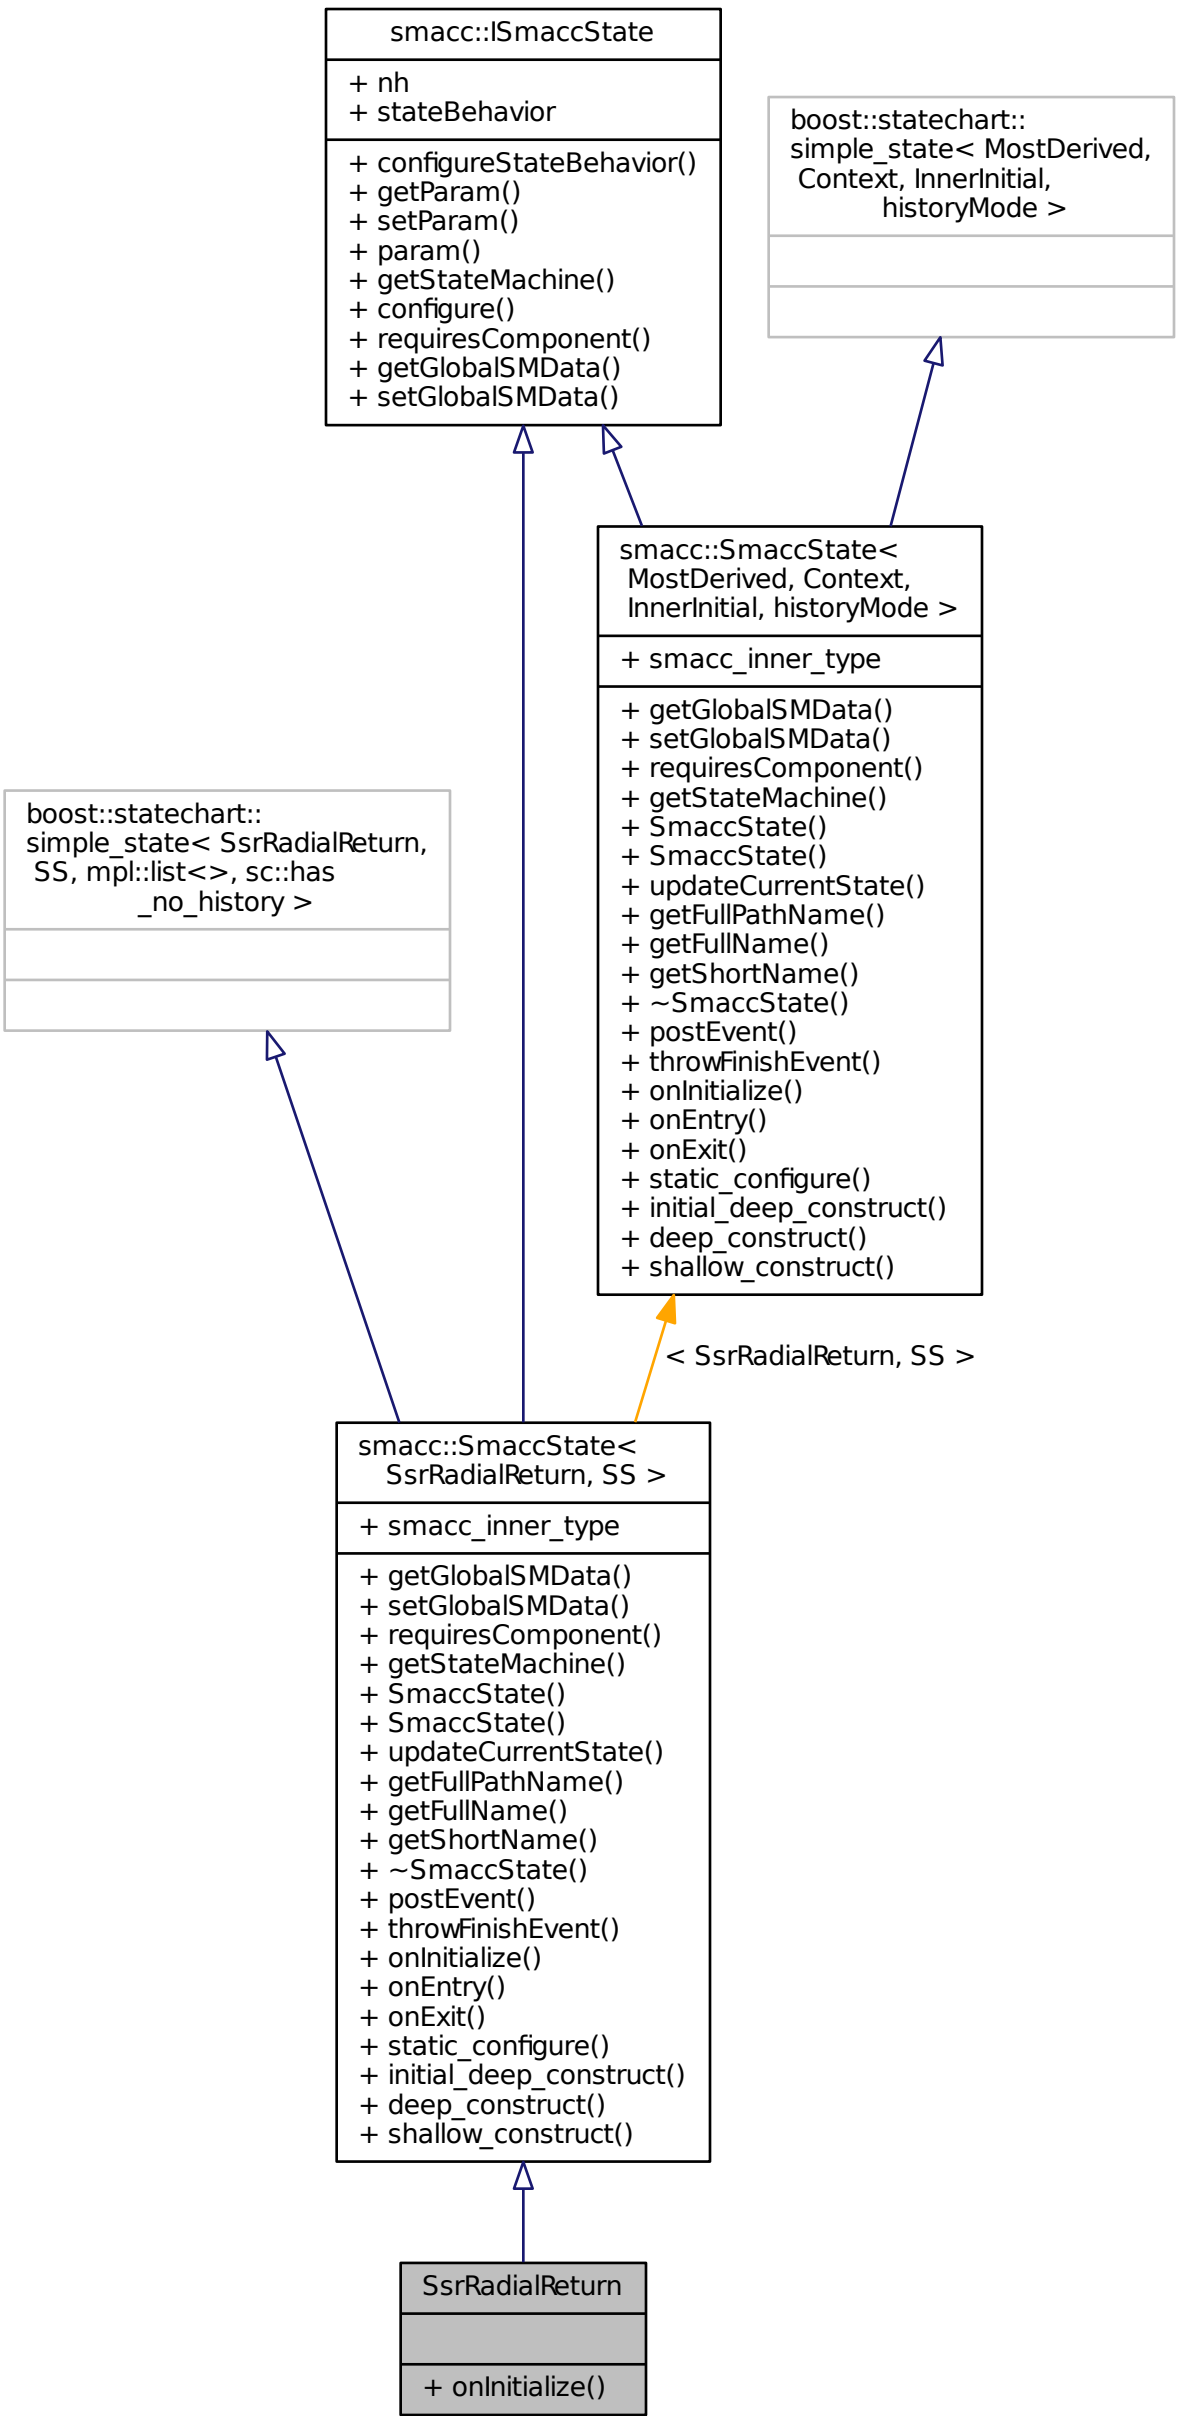 smacc::ISmaccState
+ nh
+ stateBehavior
+ configureStateBehavior()
+ getParam()
+ setParam()
+ param()
+ getStateMachine()
+ configure()
+ requiresComponent()
+ getGlobalSMData()
+ setGlobalSMData()
boost::statechart::
simple_state< MostDerived,
Context, InnerInitial,
historyMode >
smacc::SmaccState<
MostDerived, Context,
InnerInitial, historyMode >
+ smacc_inner_type
+ getGlobalSMData()
+ setGlobalSMData()
+ requiresComponent()
+ getStateMachine()
+ SmaccState()
+ SmaccState()
+ updateCurrentState()
+ getFullPathName()
+ getFullName()
+ getShortName()
+ ~SmaccState()
+ postEvent()
+ throwFinishEvent()
+ onInitialize()
+ onEntry()
+ onExit()
+ static_configure()
+ initial_deep_construct()
+ deep_construct()
+ shallow_construct()
boost::statechart::
simple_state< SsrRadialReturn,
SS, mpl::list<>, sc::has
_no_history >
< SsrRadialReturn, SS >
smacc::SmaccState<
SsrRadialReturn, SS >
+ smacc_inner_type
+ getGlobalSMData()
+ setGlobalSMData()
+ requiresComponent()
+ getStateMachine()
+ SmaccState()
+ SmaccState()
+ updateCurrentState()
+ getFullPathName()
+ getFullName()
+ getShortName()
+ ~SmaccState()
+ postEvent()
+ throwFinishEvent()
+ onInitialize()
+ onEntry()
+ onExit()
+ static_configure()
+ initial_deep_construct()
+ deep_construct()
+ shallow_construct()
SsrRadialReturn
+ onInitialize()